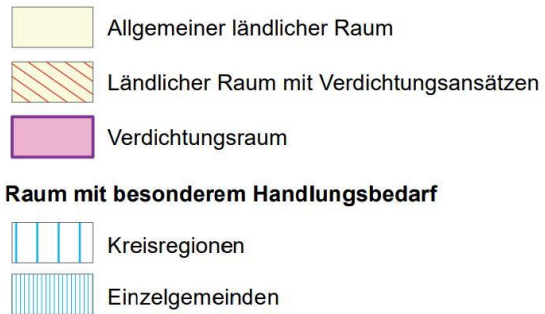 Allgemeiner ländlicher Raum
Ländlicher Raum mit Verdichtungsansätzen
Verdichtungsraum
Raum mit besonderem Handlungsbedarf
Kreisregionen
Einzelgemeinden